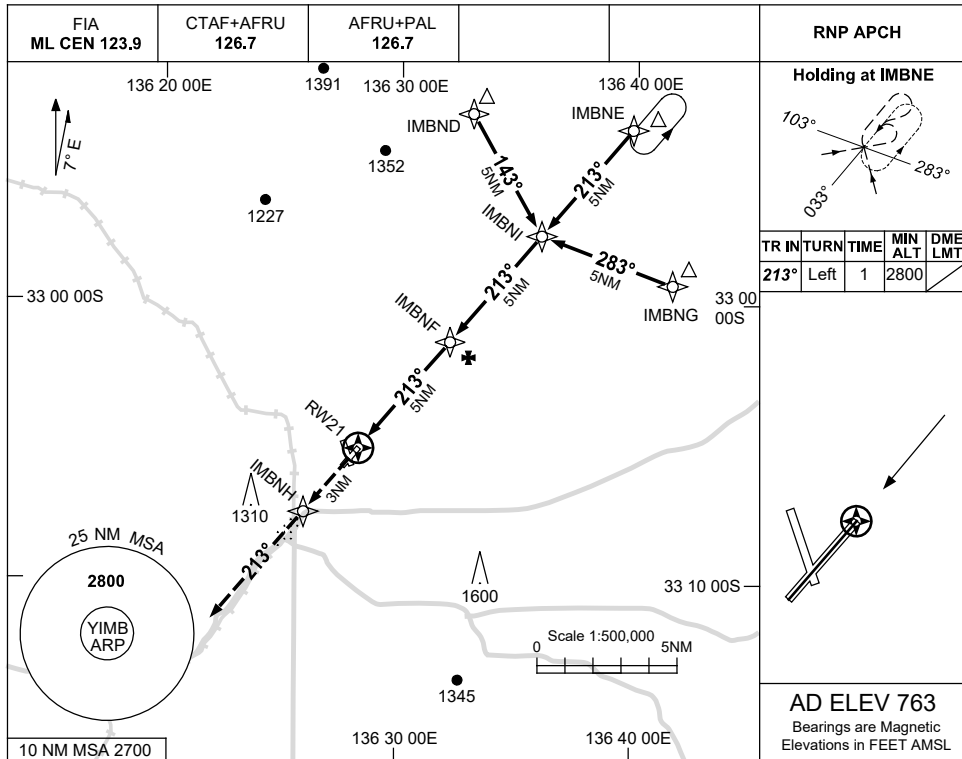 FIA
ML CEN 123.9
CTAF+AFRU
126.7
AFRU+PAL
126.7
RNP APCH
136 20 00E
136 30 00E
136 40 00E
1391
1352
1227
7° E
IMBND
IMBNE
143°
5NM
213°
5NM
IMBNI
283°
5NM
IMBNG
213°
5NM
IMBNF
33 00 00S
33 00
00S
213°
5NM
RW21
3NM
IMBNH
1310
213°
25 NM MSA
2800
YIMB
ARP
10 NM MSA 2700
1600
33 10 00S
Scale 1:500,000
0
5NM
1345
136 30 00E
136 40 00E
Holding at IMBNE
103°
283°
033°
TR IN
TURN
TIME
MIN
ALT
DME
LMT
213°
Left
1
2800
AD ELEV 763
Bearings are Magnetic
Elevations in FEET AMSL